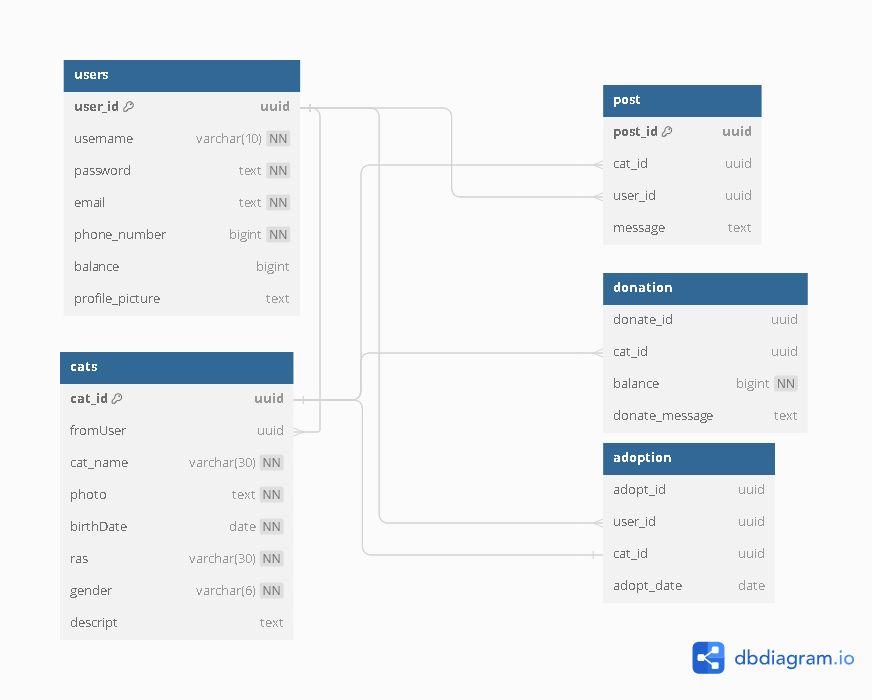 users
user_id uuid
username varchar(10) NN
password text NN
email text NN
phone_number bigint NN
balance bigint
profile_picture text
cats
cat_id uuid
fromUser uuid
cat_name varchar(30) NN
photo text NN
birthDate date NN
ras varchar(30) NN
gender varchar(6) NN
descript text
post
post_id uuid
cat_id uuid
user_id uuid
message text
donation
donate_id uuid
cat_id uuid
balance bigint NN
donate_message text
adoption
adopt_id uuid
user_id uuid
cat_id uuid
adopt_date date
dbdiagram.io